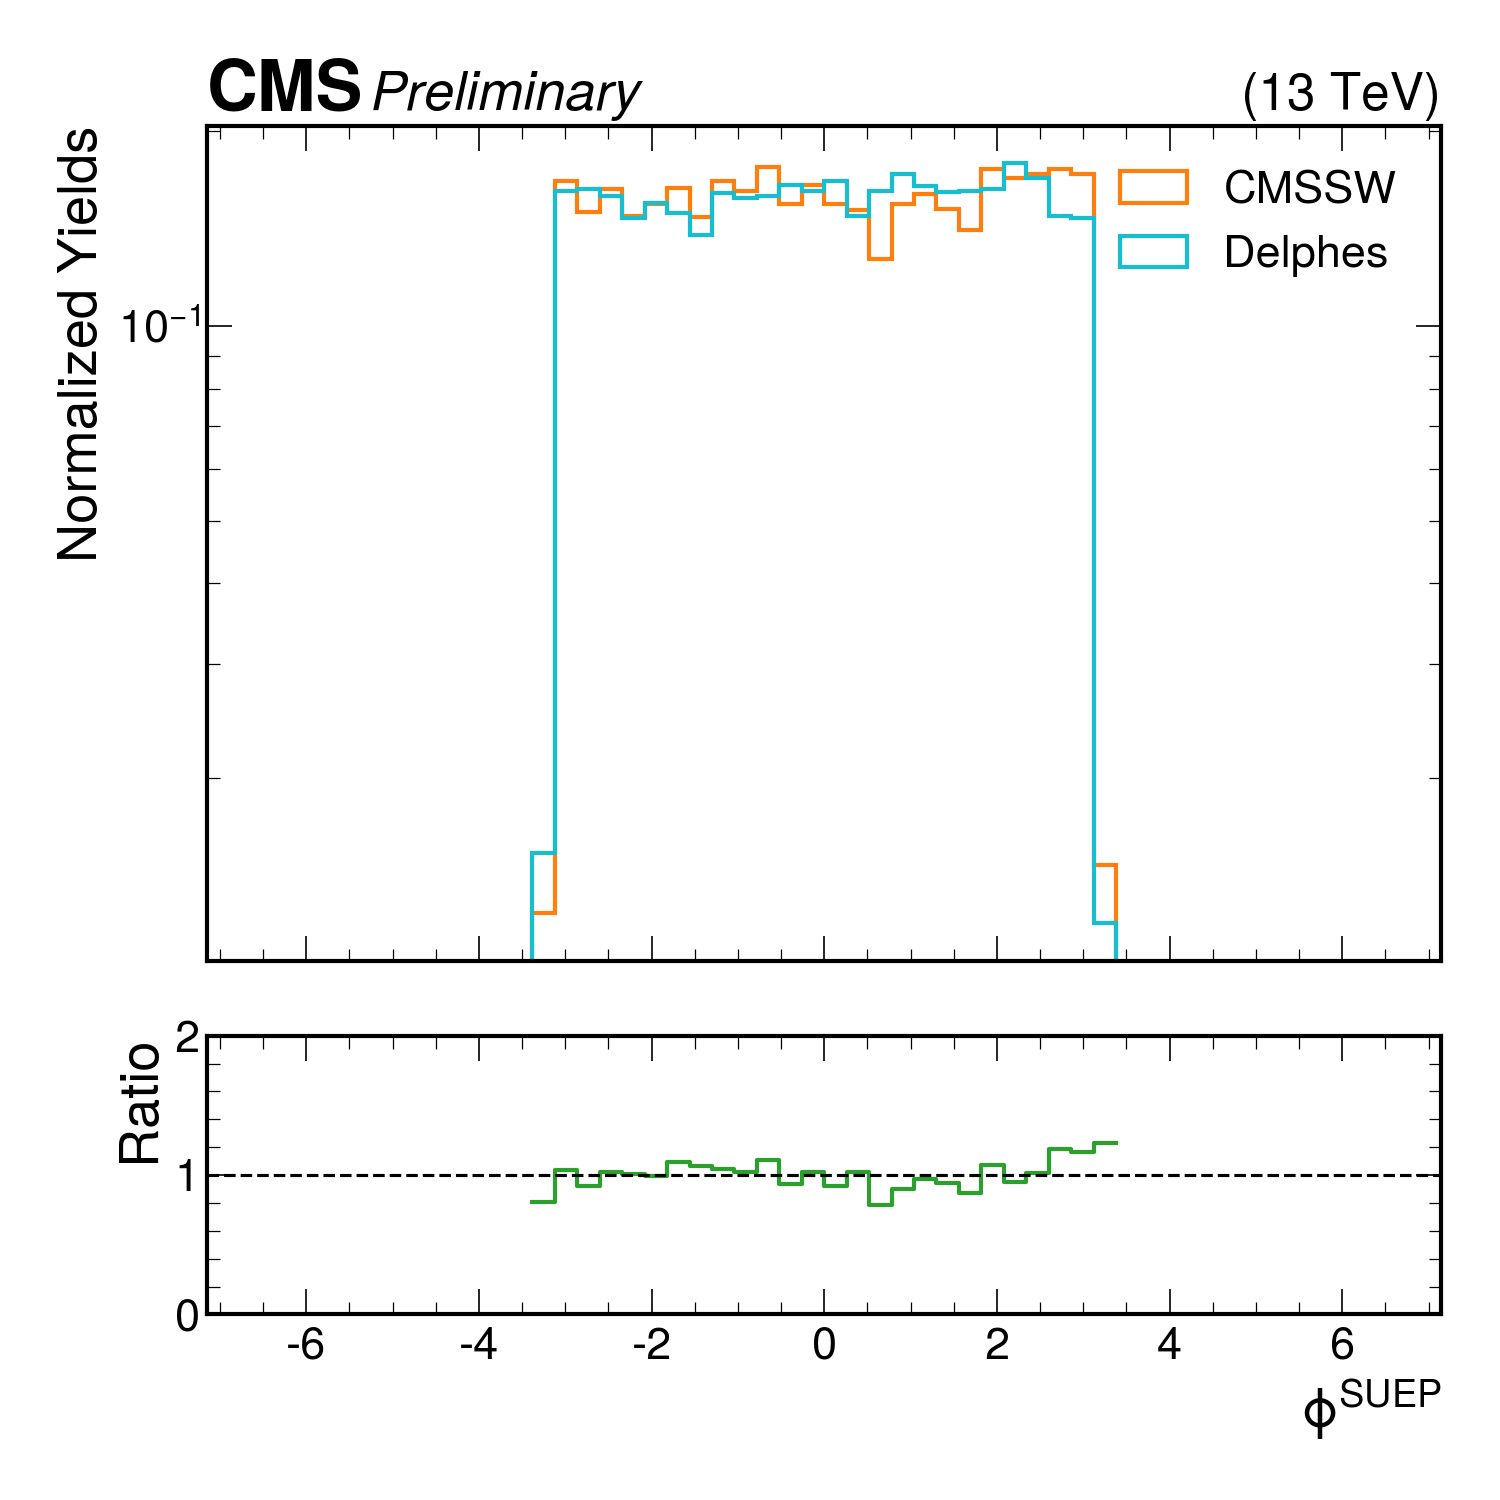 CMS Preliminary (13 TeV)
Normalized Yields
10⁻¹
CMSSW
Delphes
Ratio
2
1
0
-6 -4 -2 0 2 4 6
ϕ^SUEP